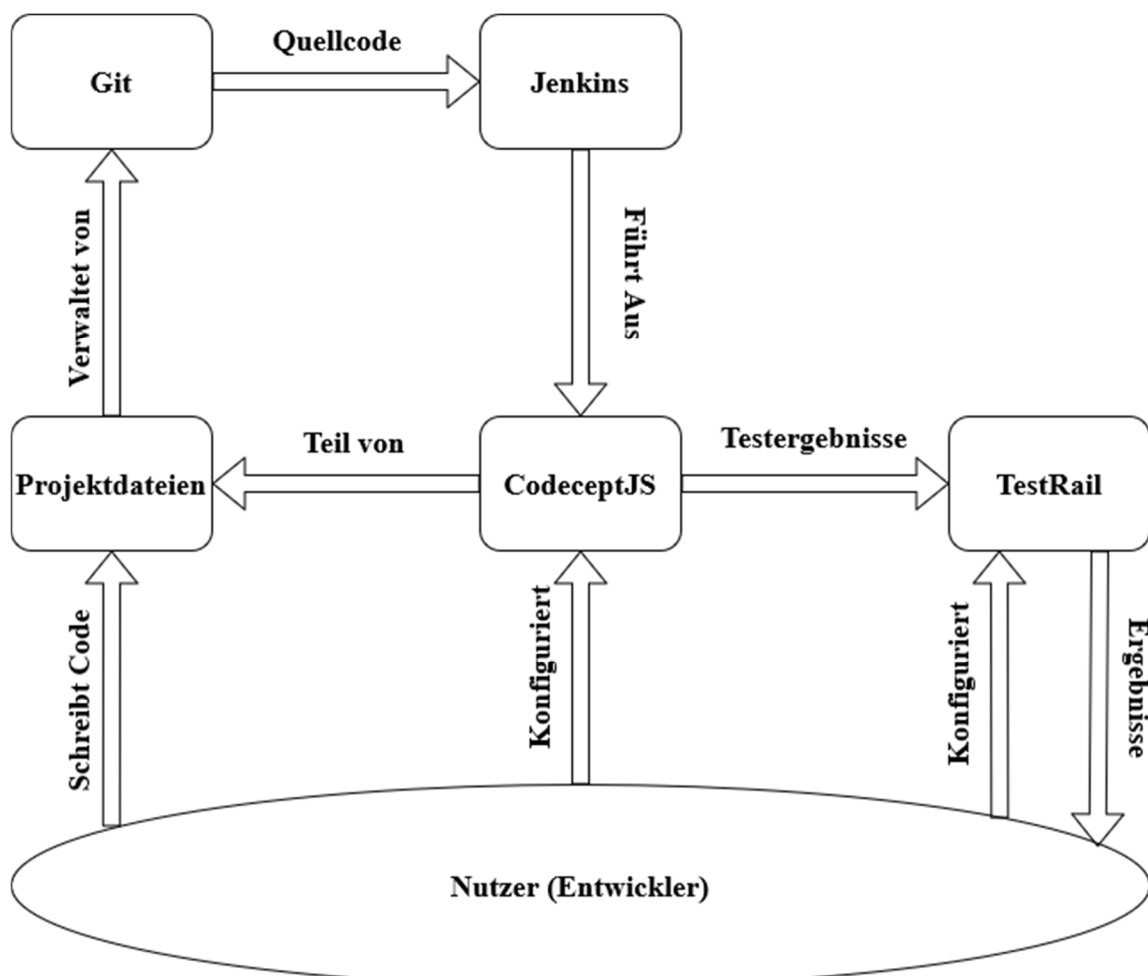 Quellcode
Git
Jenkins
Verwaltet von
Führt Aus
Teil von
Testergebnisse
Projektdateien
CodeceptJS
TestRail
Schreibt Code
Konfiguriert
Konfiguriert
Ergebnisse
Nutzer (Entwickler)